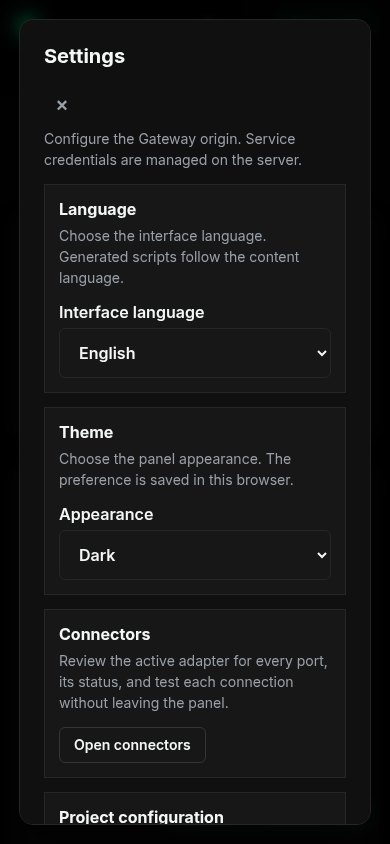 Settings
×
Configure the Gateway origin. Service
credentials are managed on the server.
Language
Choose the interface language.
Generated scripts follow the content
language.
Interface language
English
Theme
Choose the panel appearance. The
preference is saved in this browser.
Appearance
Dark
Connectors
Review the active adapter for every port,
its status, and test each connection
without leaving the panel.
Open connectors
Project configuration